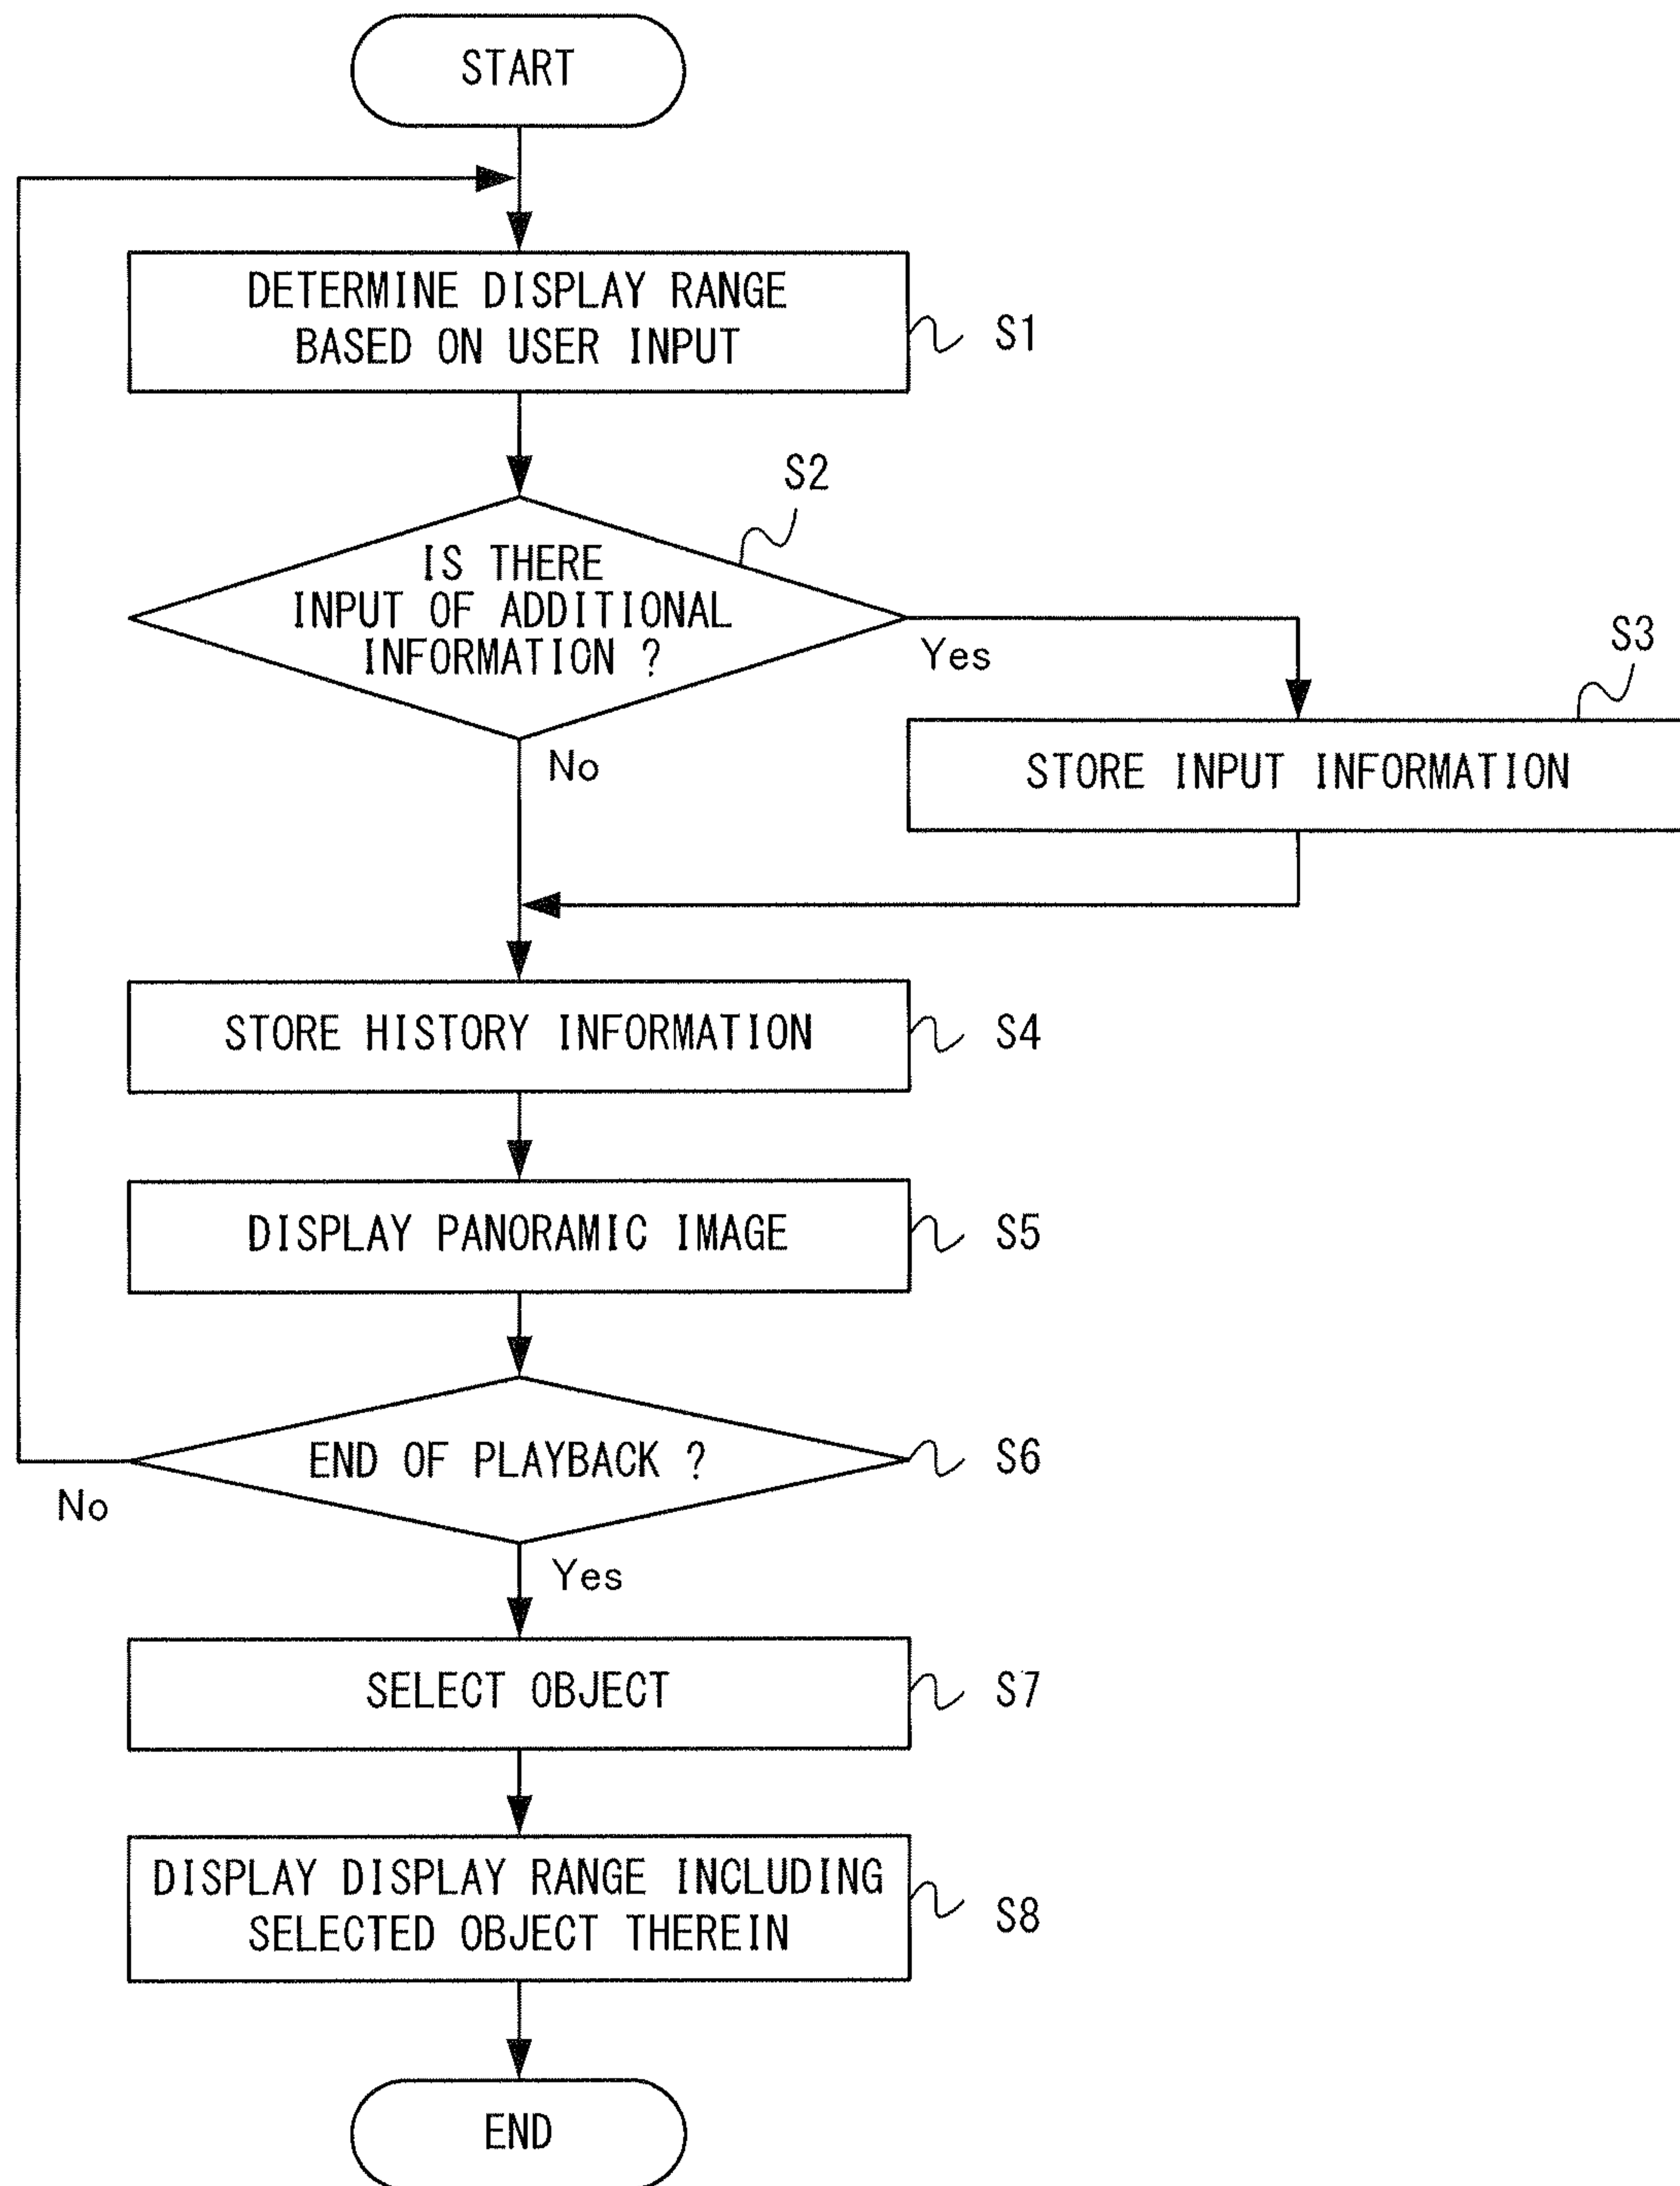 START
DETERMINE DISPLAY RANGE
BASED ON USER INPUT
S1
S2
IS THERE
INPUT OF ADDITIONAL
INFORMATION ?
Yes
No
S3
STORE INPUT INFORMATION
STORE HISTORY INFORMATION
S4
DISPLAY PANORAMIC IMAGE
S5
END OF PLAYBACK ?
S6
No
Yes
SELECT OBJECT
S7
DISPLAY DISPLAY RANGE INCLUDING
SELECTED OBJECT THEREIN
S8
END